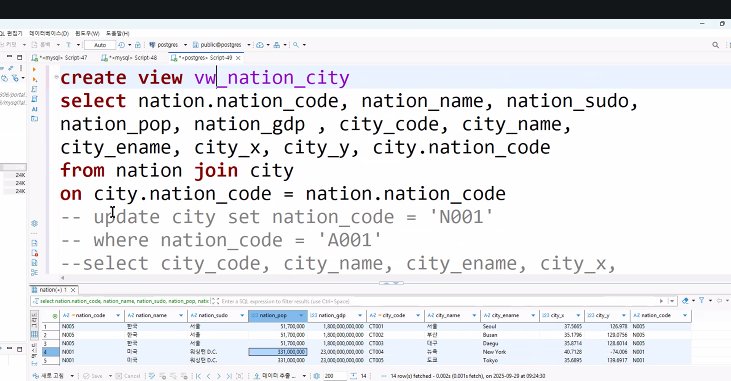 SQL 편집기 데이터베이스(D) 윈도우(W) 도움말(H)
Auto postgres public@postgres
*<mysql> Script-47 *<mysql> Script-48 *<postgres> Script-49
create view vw_nation_city
select nation.nation_code, nation_name, nation_sudo,
nation_pop, nation_gdp , city_code, city_name,
city_ename, city_x, city_y, city.nation_code
from nation join city
on city.nation_code = nation.nation_code
-- update city set nation_code = 'N001'
-- where nation_code = 'A001'
--select city_code, city_name, city_ename, city_x,
24K
24K
24K
nation(+) 1
select nation.nation_code, nation_name, nation_sudo, nation_pop, natic Enter a SQL expression to filter results (use Ctrl+Space)
nation_code nation_name nation_sudo nation_pop nation_gdp city_code city_name city_ename city_x city_y nation_code
1 N005 한국 서울 51,700,000 1,800,000,000,000 CT001 서울 Seoul 37.5665 126.978 N005
2 N005 한국 서울 51,700,000 1,800,000,000,000 CT002 부산 Busan 35.1796 129.0756 N005
3 N005 한국 서울 51,700,000 1,800,000,000,000 CT003 대구 Daegu 35.8714 128.6014 N005
4 N001 미국 워싱턴 D.C. 331,000,000 23,000,000,000,000 CT004 뉴욕 New York 40.7128 -74.006 N001
5 N001 미국 워싱턴 D.C. 331,000,000 23,000,000,000,000 CT005 도쿄 Tokyo 35.6895 139.6917 N001
새로 고침 Save Cancel 데이터 추출 ... 200 14 14 row(s) fetched - 0.002s (0.001s fetch), on 2025-09-29 at 09:24:30